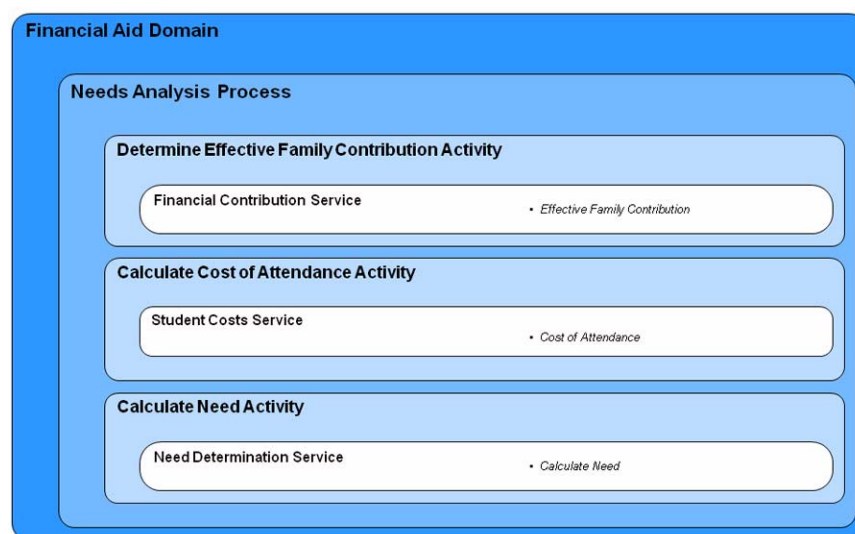 Financial Aid Domain
Needs Analysis Process
Determine Effective Family Contribution Activity
Financial Contribution Service
• Effective Family Contribution
Calculate Cost of Attendance Activity
Student Costs Service
• Cost of Attendance
Calculate Need Activity
Need Determination Service
• Calculate Need